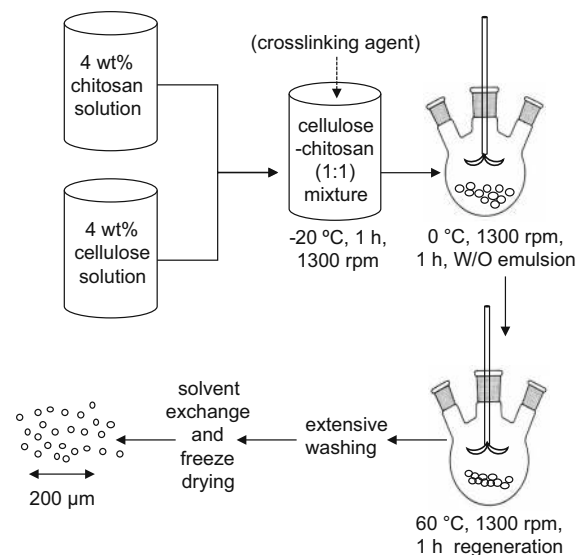 4 wt%
chitosan
solution
4 wt%
cellulose
solution
(crosslinking agent)
cellulose
-chitosan
(1:1)
mixture
-20 ºC, 1 h,
1300 rpm
0 °C, 1300 rpm,
1 h, W/O emulsion
60 °C, 1300 rpm,
1 h regeneration
extensive
washing
solvent
exchange
and
freeze
drying
200 µm